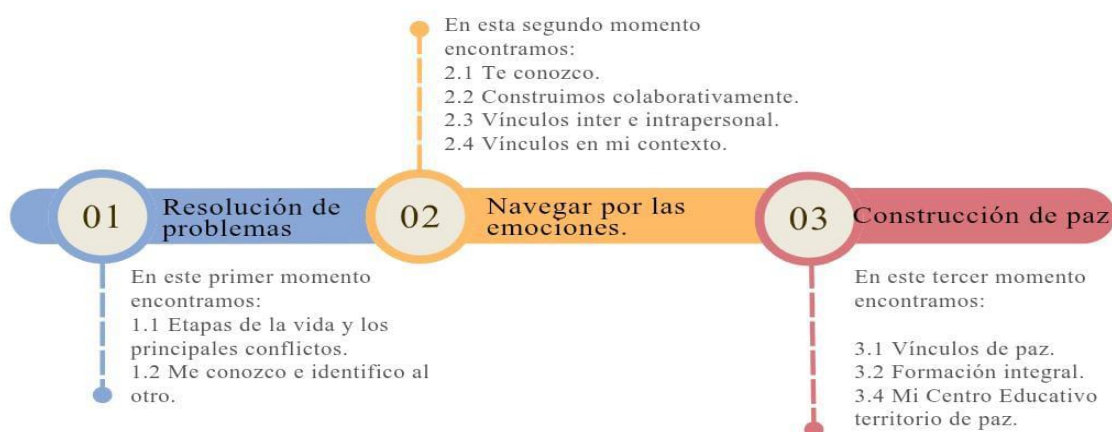 01
Resolución de
problemas
En este primer momento
encontramos:
1.1 Etapas de la vida y los
principales conflictos.
1.2 Me conozco e identifico al
otro.
En esta segundo momento
encontramos:
2.1 Te conozco.
2.2 Construimos colaborativamente.
2.3 Vínculos inter e intrapersonal.
2.4 Vínculos en mi contexto.
02
Navegar por las
emociones.
03
Construcción de paz
En este tercer momento
encontramos:
3.1 Vínculos de paz.
3.2 Formación integral.
3.4 Mi Centro Educativo
territorio de paz.